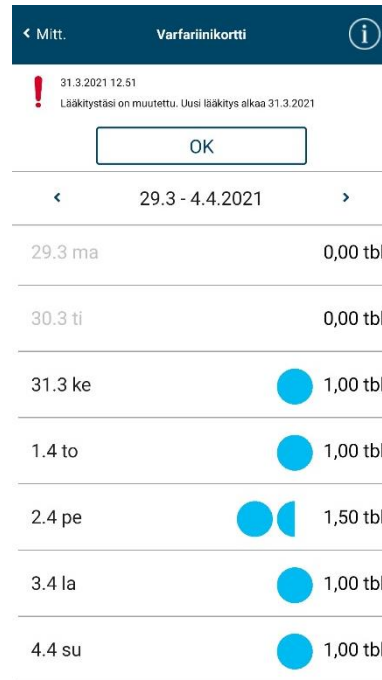 < Mitt.
Varfariinikortti
i
31.3.2021 12.51
Lääkitystäsi on muutettu. Uusi lääkitys alkaa 31.3.2021
OK
< 29.3 - 4.4.2021 >
29.3 ma 0,00 tbl
30.3 ti 0,00 tbl
31.3 ke 1,00 tbl
1.4 to 1,00 tbl
2.4 pe 1,50 tbl
3.4 la 1,00 tbl
4.4 su 1,00 tbl